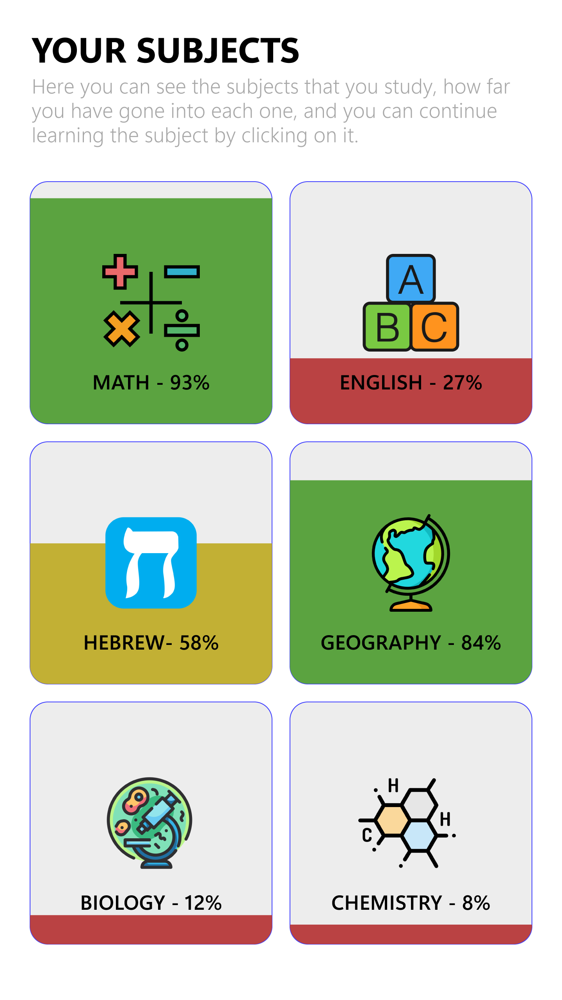 YOUR SUBJECTS
Here you can see the subjects that you study, how far
you have gone into each one, and you can continue
learning the subject by clicking on it.
MATH - 93%
A
B C
ENGLISH - 27%
ה
HEBREW- 58%
GEOGRAPHY - 84%
BIOLOGY - 12%
H
H
C
CHEMISTRY - 8%